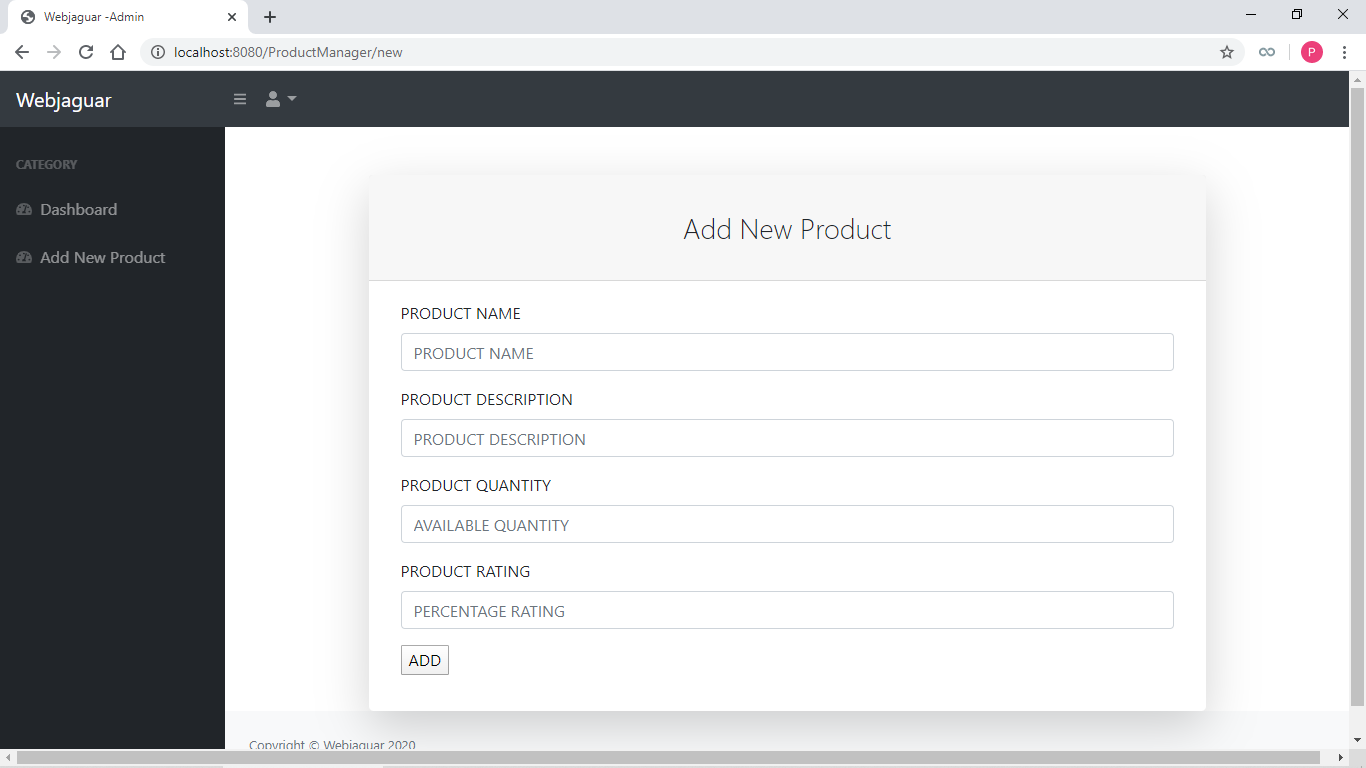 Webjaguar -Admin
localhost:8080/ProductManager/new
P
Webjaguar
CATEGORY
Dashboard
Add New Product
Add New Product
PRODUCT NAME
PRODUCT NAME
PRODUCT DESCRIPTION
PRODUCT DESCRIPTION
PRODUCT QUANTITY
AVAILABLE QUANTITY
PRODUCT RATING
PERCENTAGE RATING
ADD
Copyright © Webjaguar 2020